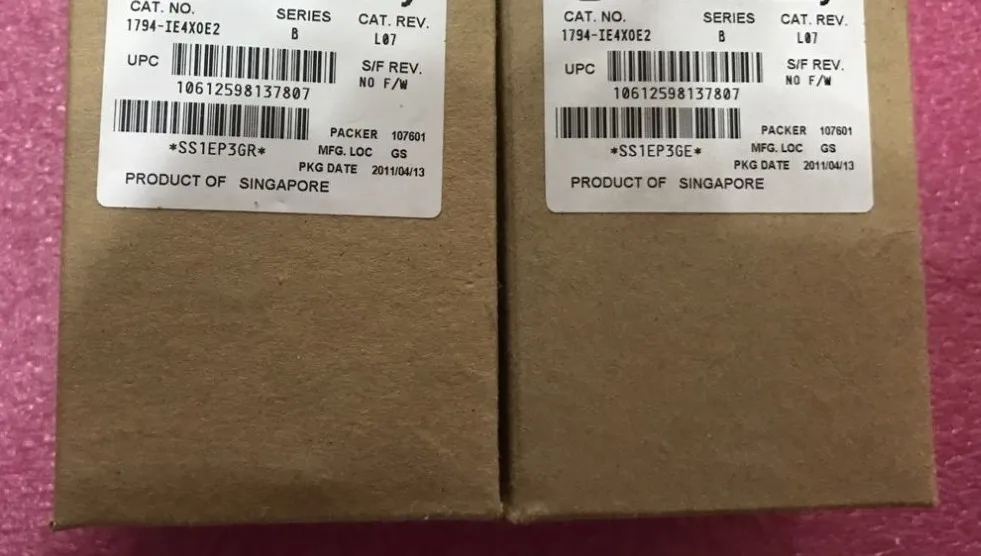 CAT. NO. SERIES CAT. REV.
1794-IE4XOE2 B L07
UPC S/F REV.
10612598137807 NO F/W
PACKER 107601
*SS1EP3GR* MFG. LOC GS
PKG DATE 2011/04/13
PRODUCT OF SINGAPORE
CAT. NO. SERIES CAT. REV.
1794-IE4XOE2 B L07
UPC S/F REV.
10612598137807 NO F/W
PACKER 107601
*SS1EP3GE* MFG. LOC GS
PKG DATE 2011/04/13
PRODUCT OF SINGAPORE